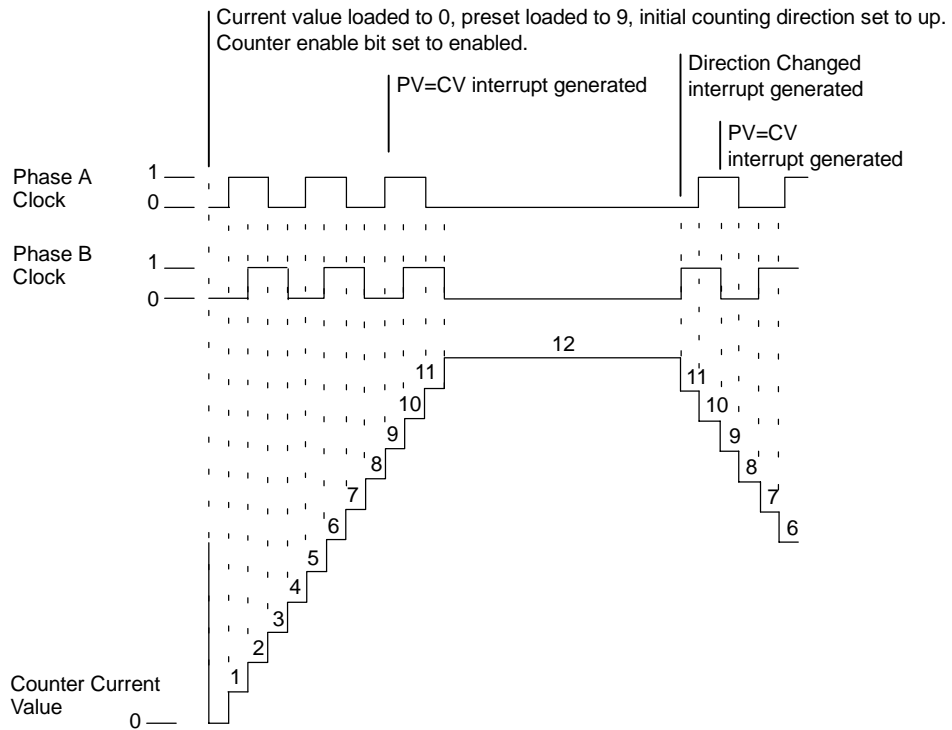 Current value loaded to 0, preset loaded to 9, initial counting direction set to up.
Counter enable bit set to enabled.
PV=CV interrupt generated
Direction Changed
interrupt generated
PV=CV
interrupt generated
Phase A
Clock
1
0
Phase B
Clock
1
0
12
11
10
9
8
7
6
5
4
3
2
1
11
10
9
8
7
6
Counter Current
Value
0